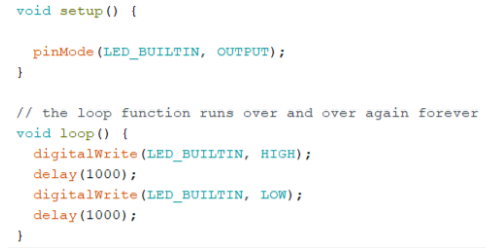 void setup() {
  pinMode(LED_BUILTIN, OUTPUT);
}
// the loop function runs over and over again forever
void loop() {
  digitalWrite(LED_BUILTIN, HIGH);
  delay(1000);
  digitalWrite(LED_BUILTIN, LOW);
  delay(1000);
}